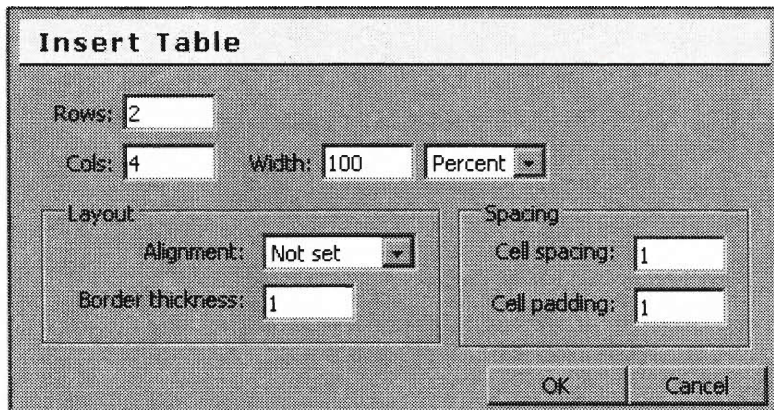 Insert Table
Rows: 2
Cols: 4 Width: 100 Percent
Layout Spacing
Alignment: Not set Cell spacing: 1
Border thickness: 1 Cell padding: 1
OK Cancel